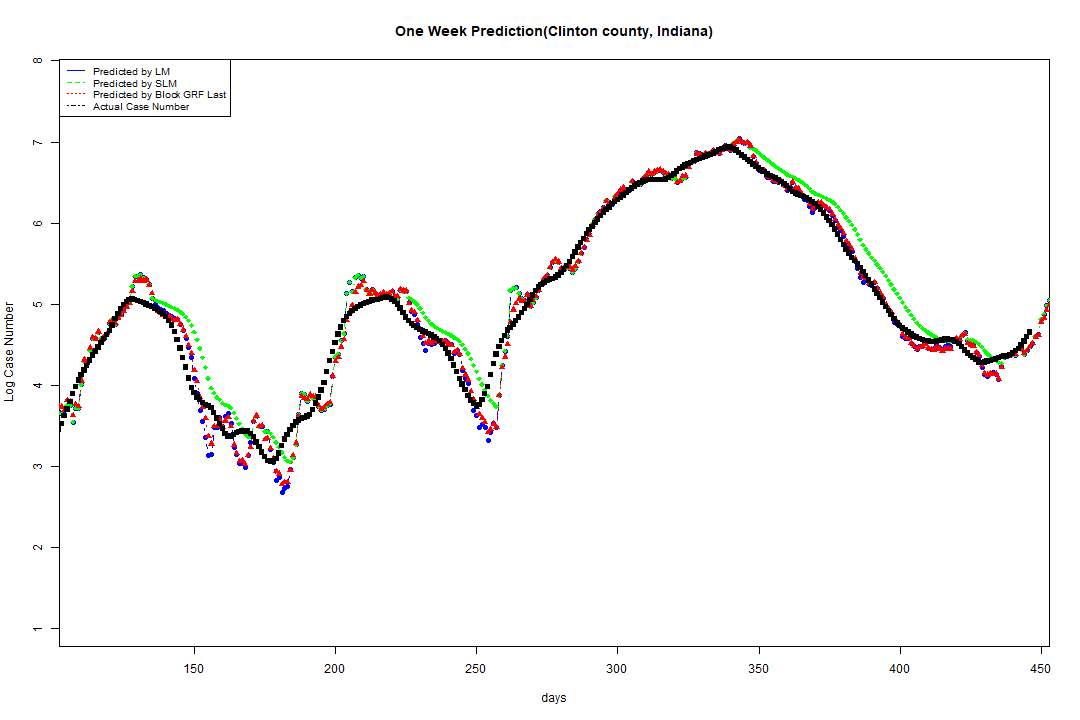 One Week Prediction(Clinton county, Indiana)
Predicted by LM
Predicted by SLM
Predicted by Block GRF Last
Actual Case Number
Log Case Number
8
7
6
5
4
3
2
1
150 200 250 300 350 400 450
days